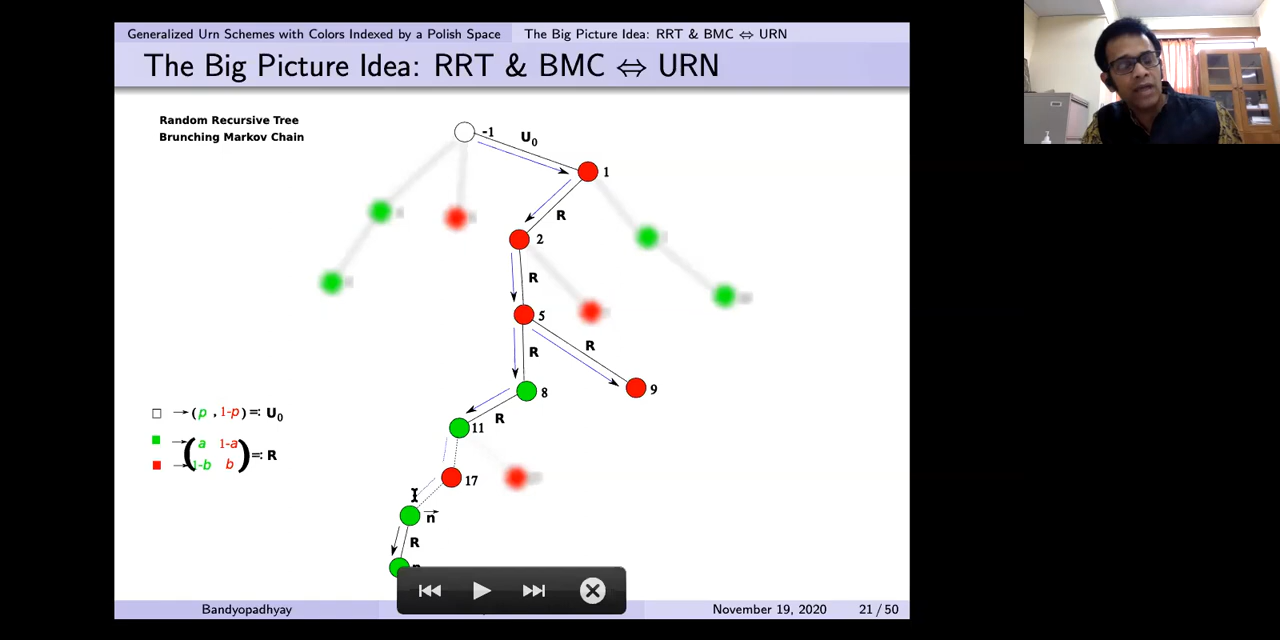 Generalized Urn Schemes with Colors Indexed by a Polish Space
The Big Picture Idea: RRT & BMC ⇔ URN
The Big Picture Idea: RRT & BMC ⇔ URN
Random Recursive Tree
Brunching Markov Chain
-1
U₀
1
R
2
R
5
R
R
9
8
R
11
17
n
R
□ → (p , 1-p) =: U₀
a 1-a
1-b b
=: R
Bandyopadhyay
November 19, 2020
21 / 50